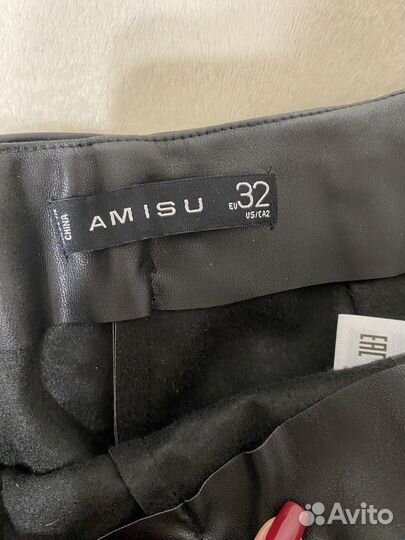 CHINA
AMISU
EU 32
US/CA2
EAC
Avito